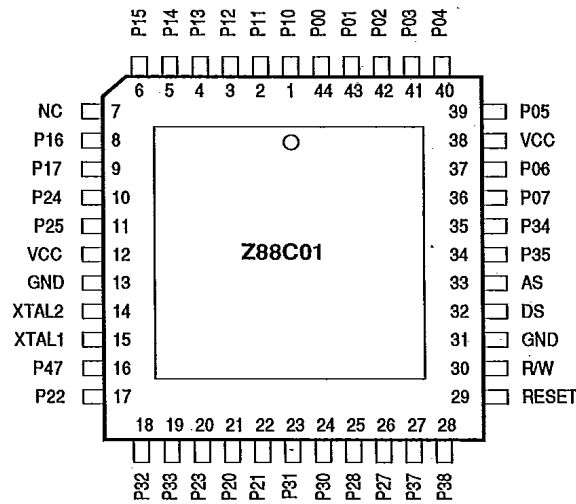 P15 P14 P13 P12 P11 P10 P00 P01 P02 P03 P04
6 5 4 3 2 1 44 43 42 41 40
NC 7 39 P05
P16 8 38 VCC
P17 9 37 P06
P24 10 36 P07
P25 11 35 P34
VCC 12 34 P35
Z88C01
GND 13 33 AS
XTAL2 14 32 DS
XTAL1 15 31 GND
P47 16 30 R/W
P22 17 29 RESET
18 19 20 21 22 23 24 25 26 27 28
P32 P33 P23 P20 P21 P31 P30 P28 P27 P37 P38